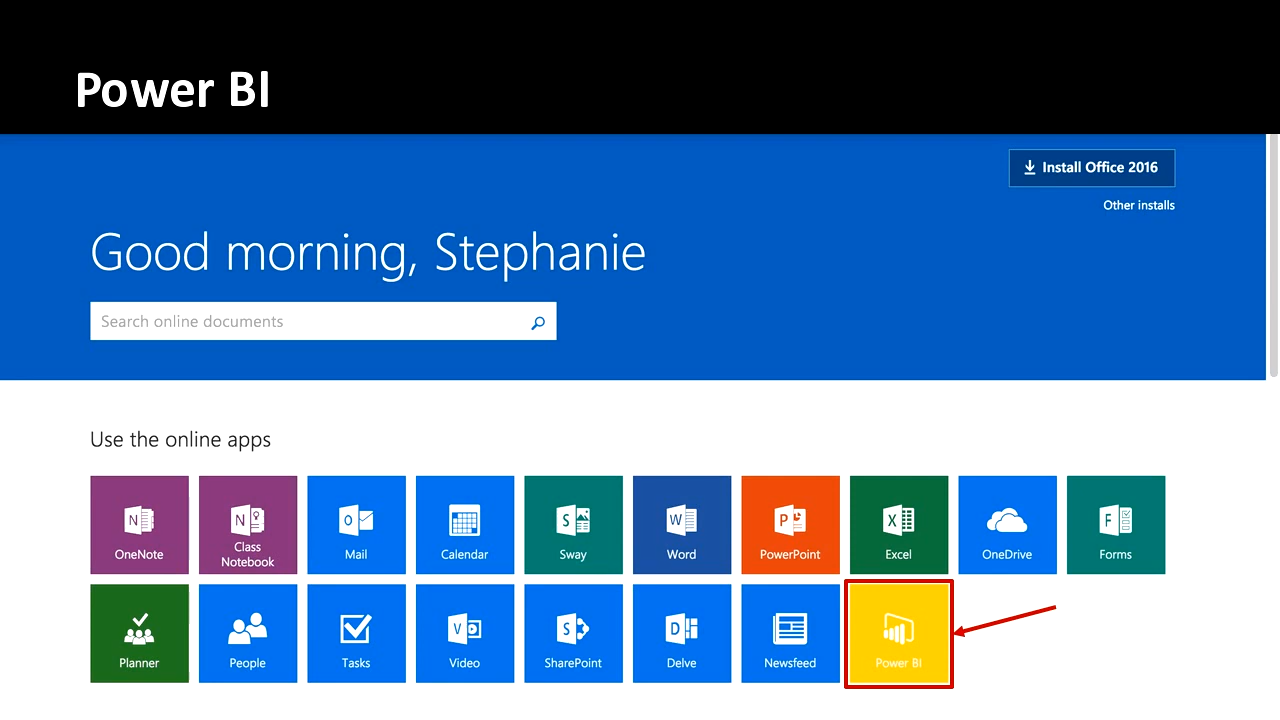 Power BI
Install Office 2016
Other installs
Good morning, Stephanie
Search online documents
Use the online apps
OneNote
Class
Notebook
Mail
Calendar
Sway
Word
PowerPoint
Excel
OneDrive
Forms
Planner
People
Tasks
Video
SharePoint
Delve
Newsfeed
Power BI